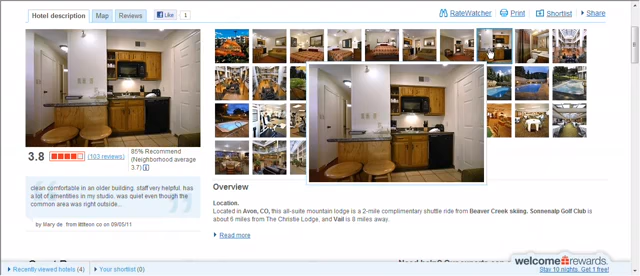 Hotel description Map Reviews Like 1 RateWatcher Print Shortlist Share
3.8 (103 reviews) 85% Recommend
(Neighborhood average
3.7)
clean comfortable in an older building. staff very helpful. has
a lot of amenities in my studio. was quiet even though the
common area was right outside...
by Mary de from littleon co on 09/05/11
Overview
Location.
Located in Avon, CO, this all-suite mountain lodge is a 2-mile complimentary shuttle ride from Beaver Creek skiing. Sonnenalp Golf Club is
about 6 miles from The Christie Lodge, and Vail is 8 miles away.
Read more
Recently viewed hotels (4) Your shortlist (0)
welcomerewards.
Stay 10 nights. Get 1 free!